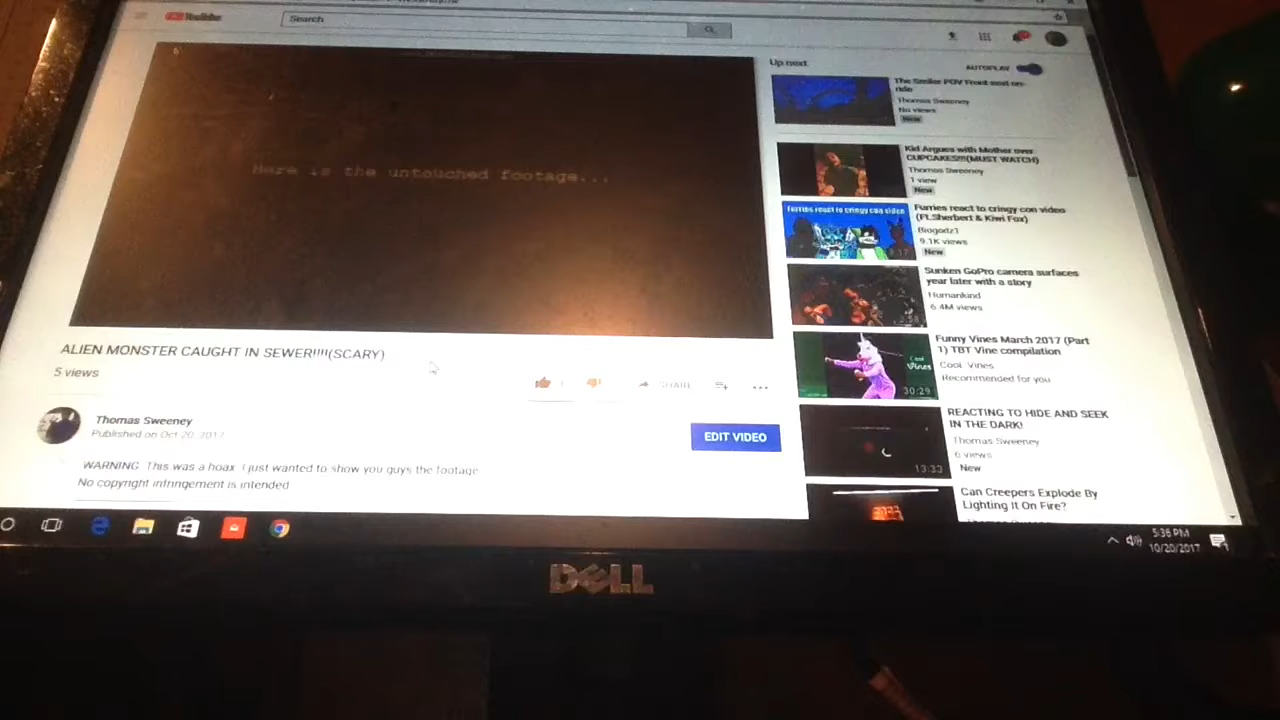 YouTube
Search
Here is the untouched footage...
ALIEN MONSTER CAUGHT IN SEWER!!!!(SCARY)
5 views
1
SHARE
Thomas Sweeney
Published on Oct 20, 2017
EDIT VIDEO
WARNING This was a hoax I just wanted to show you guys the footage
No copyright infringement is intended
Up next
AUTOPLAY
The Smiler POV Front seat on-
ride
Thomas Sweeney
No views
New
Kid Argues with Mother over
CUPCAKES!!!(MUST WATCH)
Thomas Sweeney
1 view
New
Furries react to cringy con video
Furries react to cringy con video
(Ft.Sherbert & Kiwi Fox)
9.1K views
New
Sunken GoPro camera surfaces
year later with a story
Humankind
6.4M views
Cool
Vines
30:29
Funny Vines March 2017 (Part
1) TBT Vine compilation
Cool Vines
Recommended for you
13:33
REACTING TO HIDE AND SEEK
IN THE DARK!
Thomas Sweeney
6 views
New
Can Creepers Explode By
Lighting It On Fire?
5:36 PM
10/20/2017
DELL